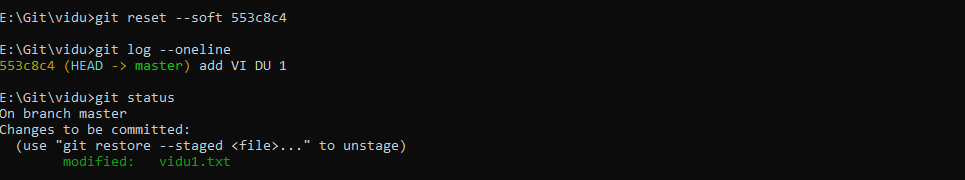 E:\Git\vidu>git reset --soft 553c8c4
E:\Git\vidu>git log --oneline
553c8c4 (HEAD -> master) add VI DU 1
E:\Git\vidu>git status
On branch master
Changes to be committed:
  (use "git restore --staged <file>..." to unstage)
        modified:   vidu1.txt